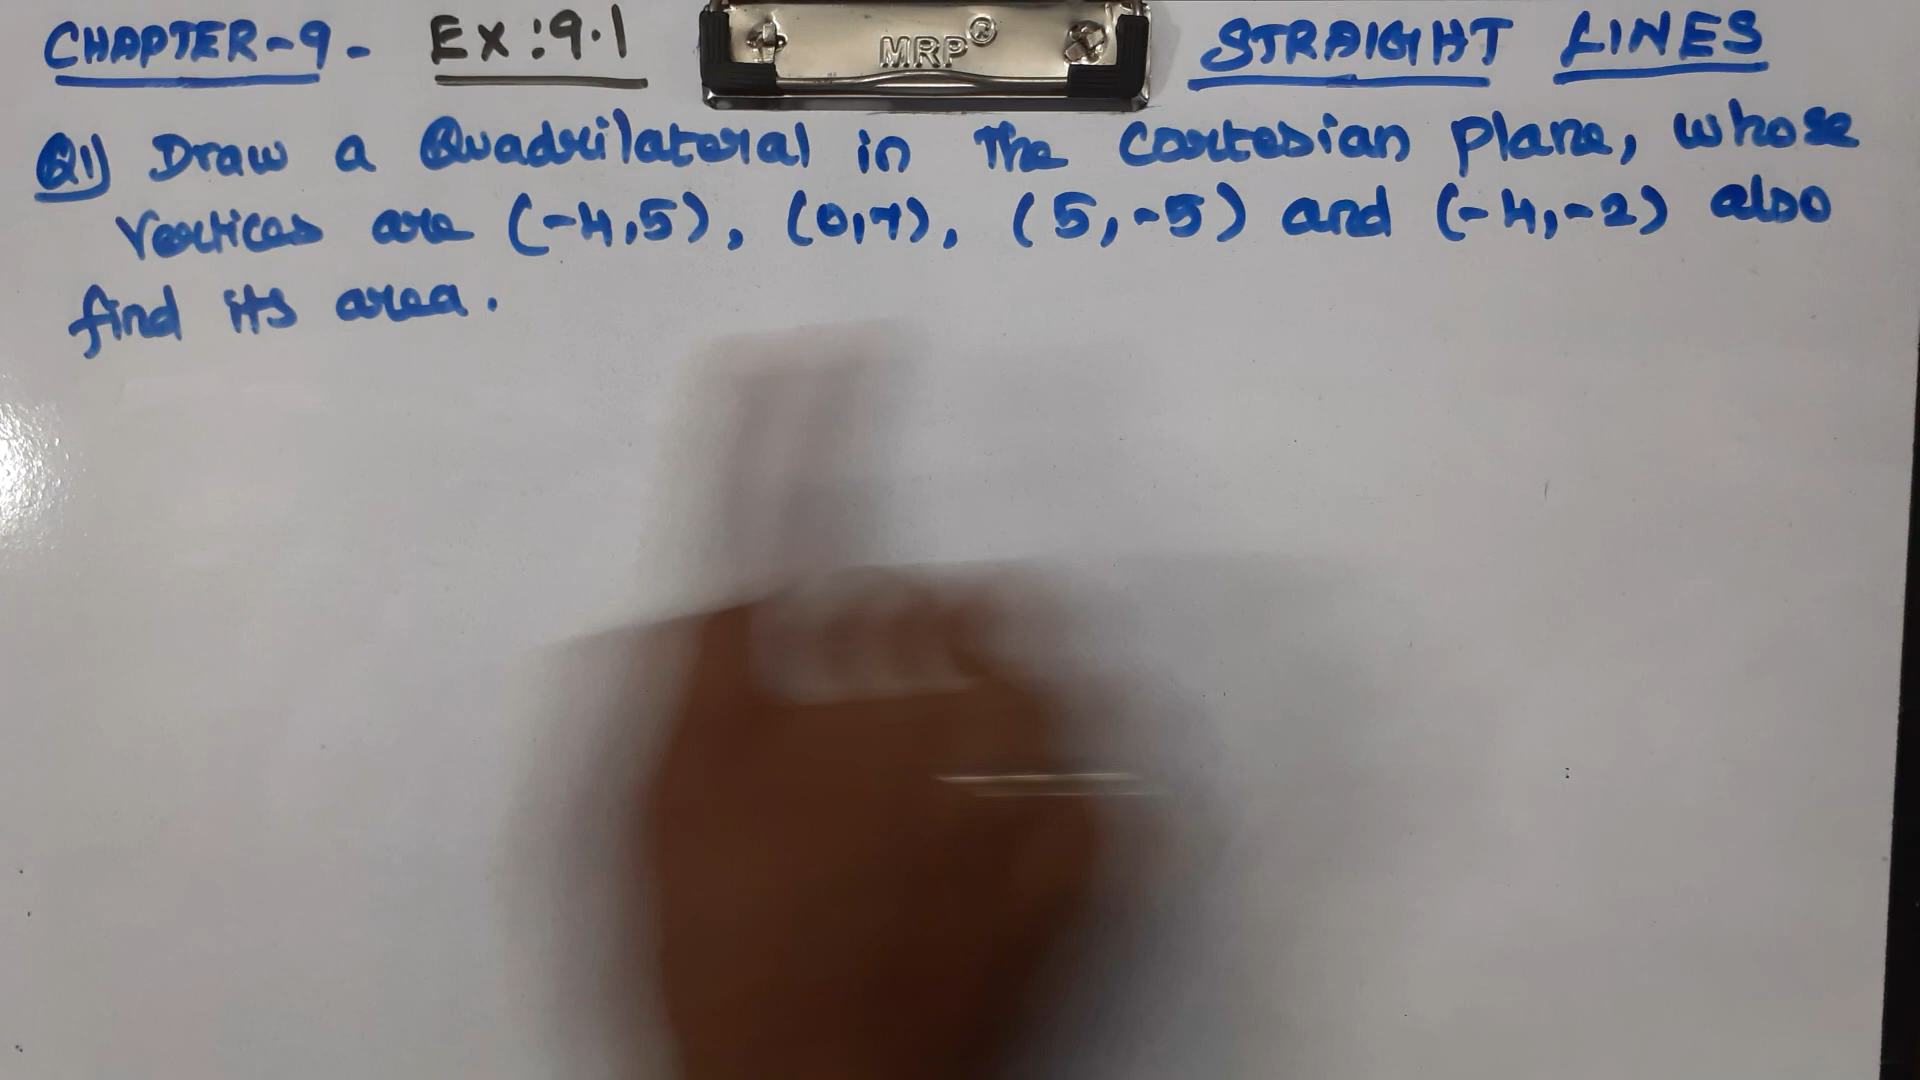 CHAPTER-9- EX:9.1 MRP® STRAIGHT LINES
Q1) Draw a Quadrilateral in The cartesian plane, whose
Vertices are (-4,5), (0,7), (5,-5) and (-4,-2) also
find its area.